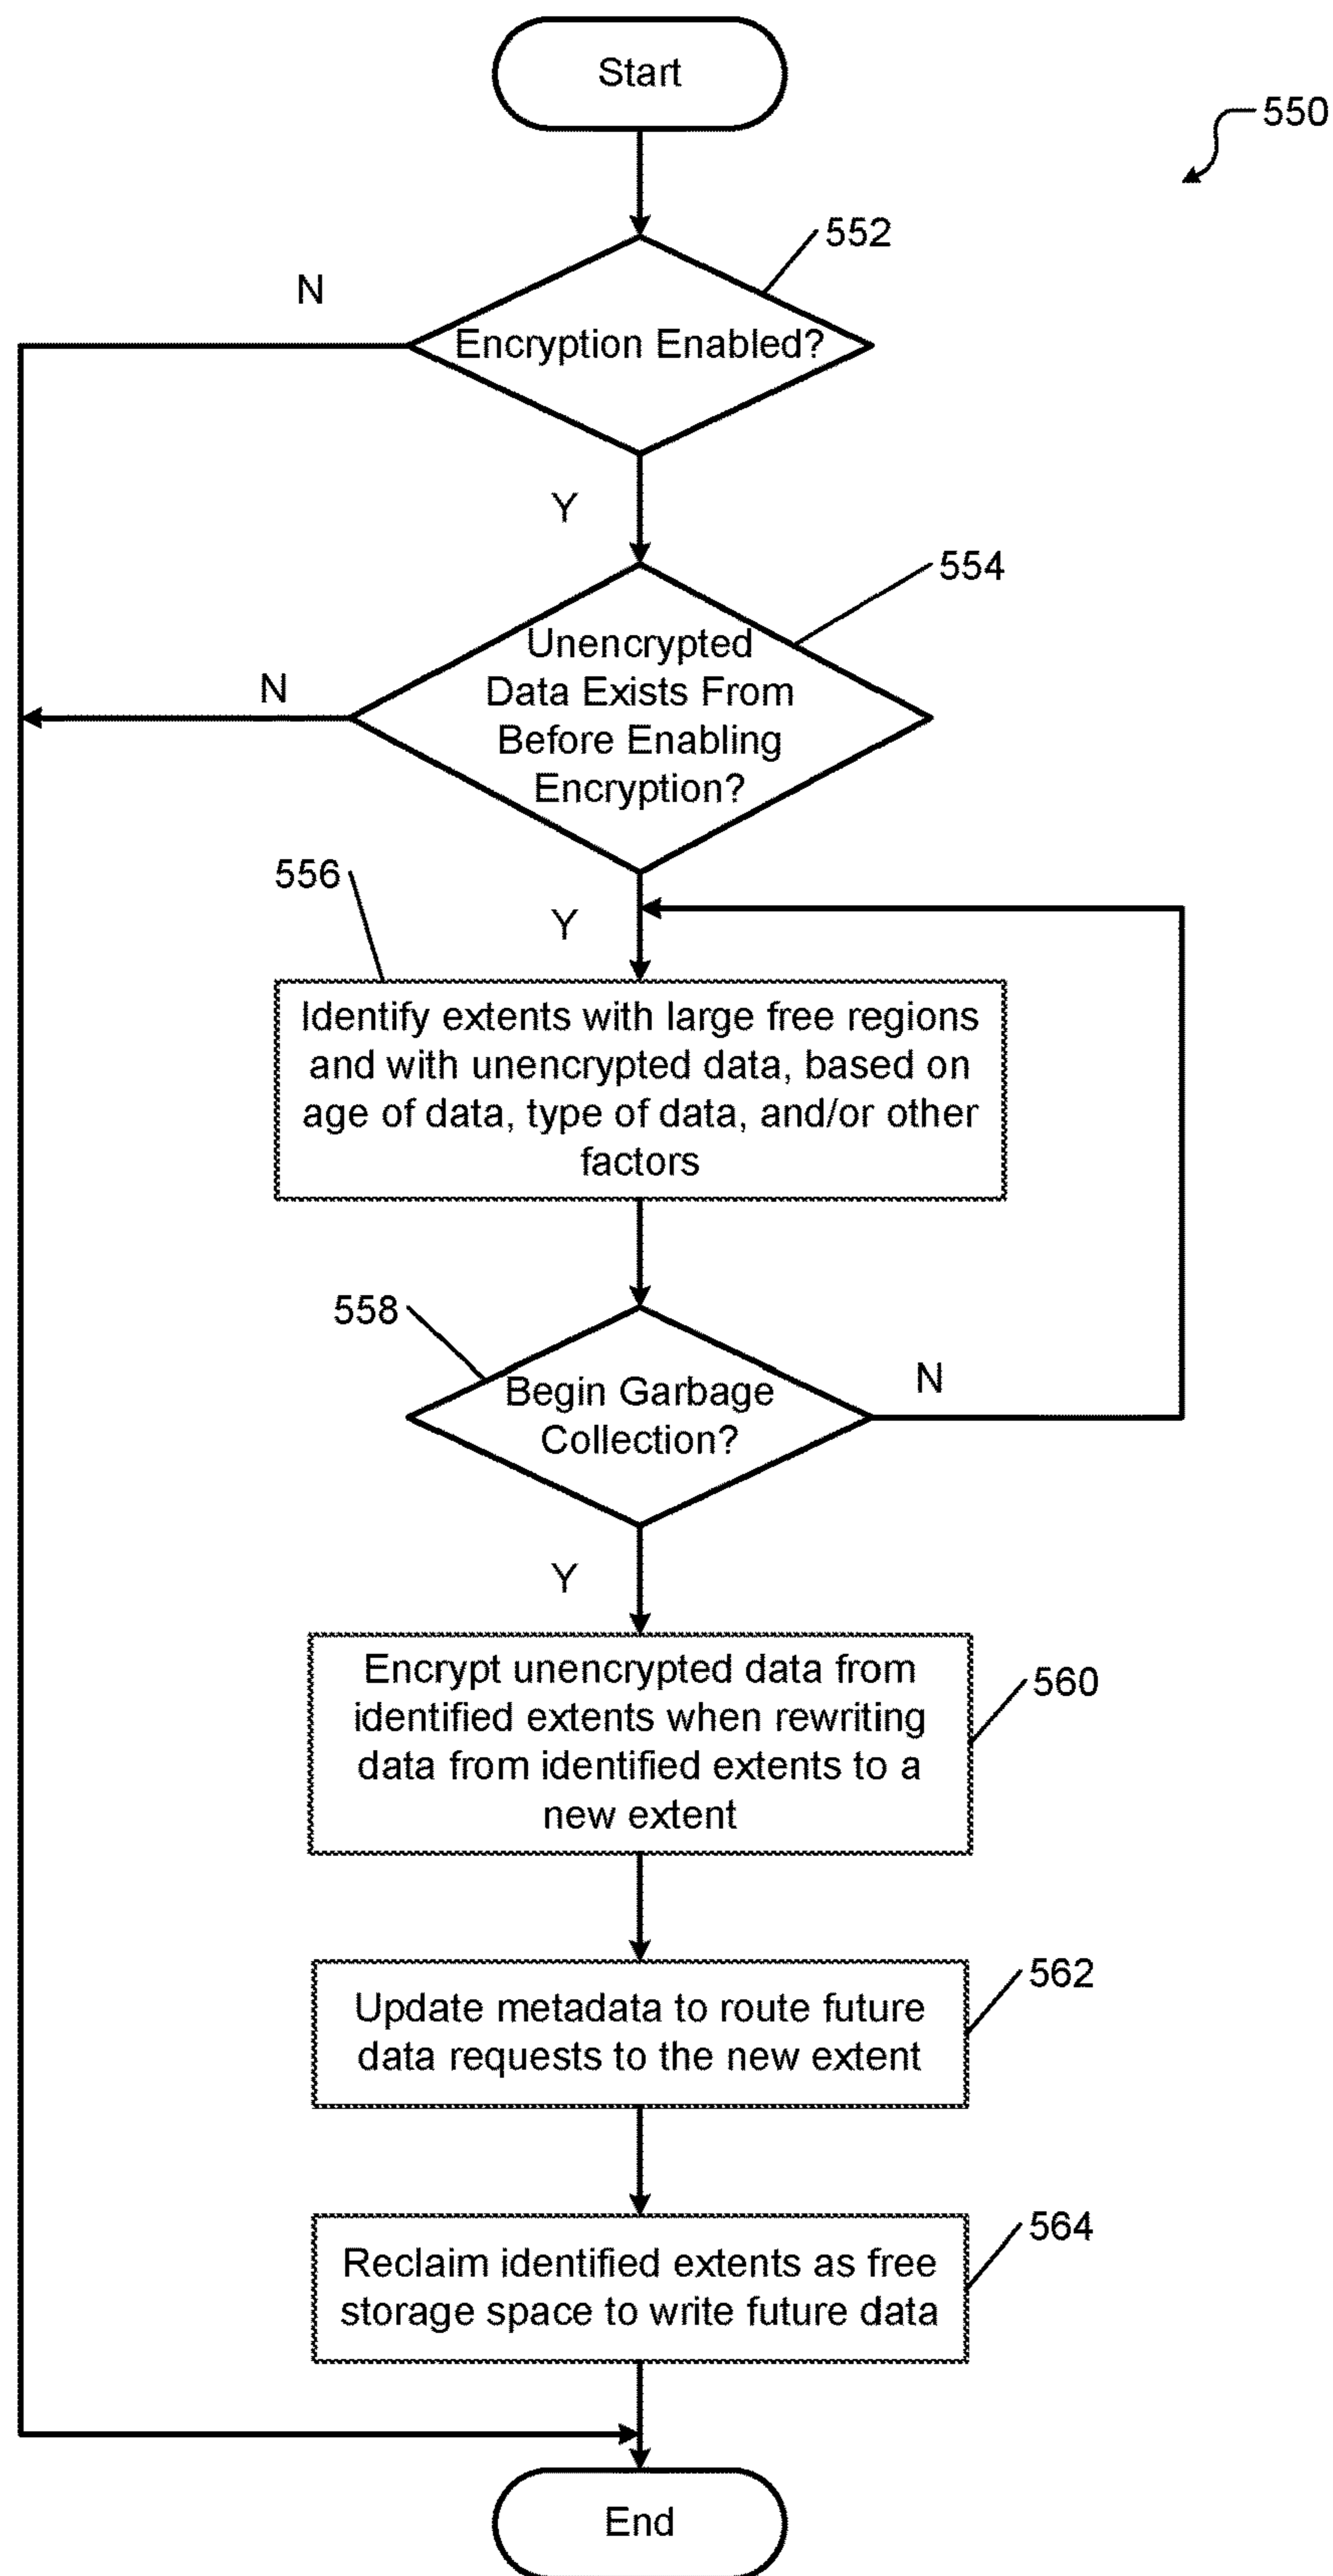 Start
550
552
N
Encryption Enabled?
Y
554
Unencrypted
Data Exists From
Before Enabling
Encryption?
N
556
Y
Identify extents with large free regions
and with unencrypted data, based on
age of data, type of data, and/or other
factors
558
Begin Garbage
Collection?
N
Y
Encrypt unencrypted data from
identified extents when rewriting
data from identified extents to a
new extent
560
562
Update metadata to route future
data requests to the new extent
564
Reclaim identified extents as free
storage space to write future data
End